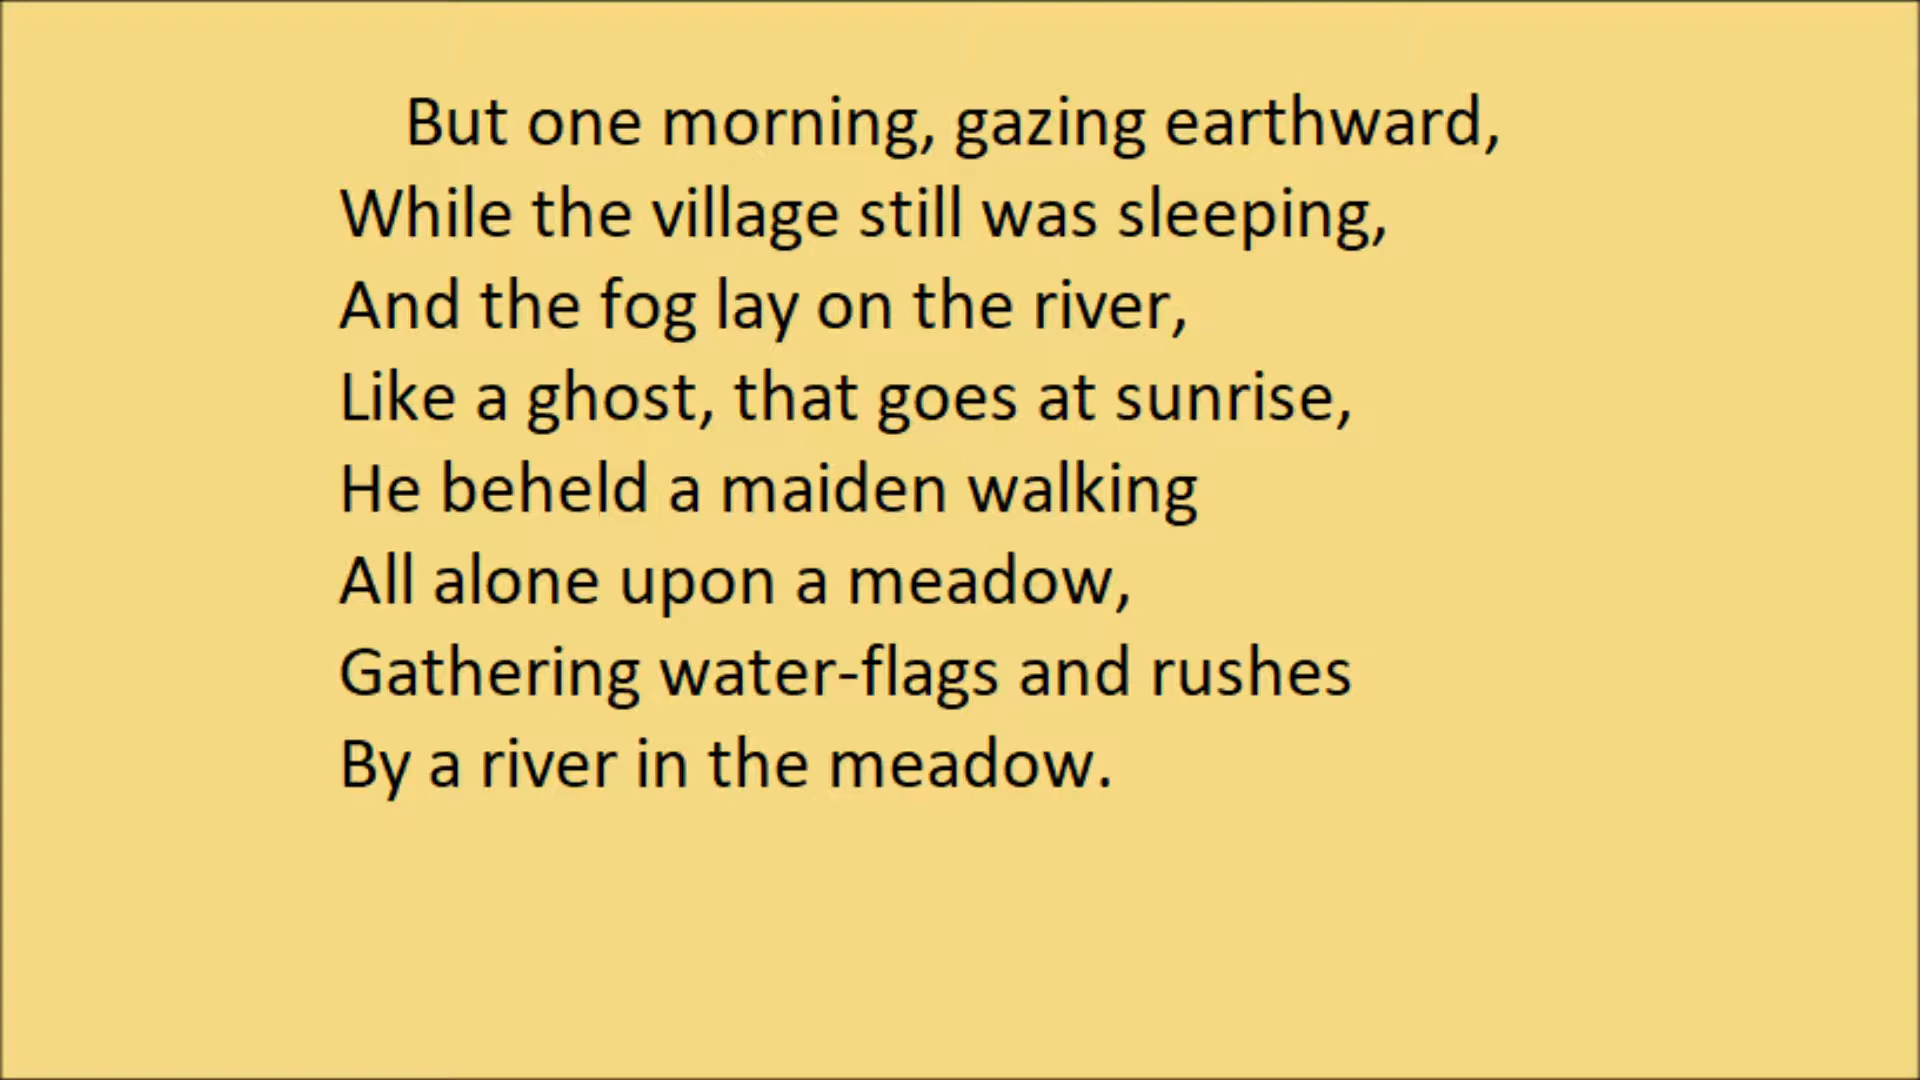 But one morning, gazing earthward,
While the village still was sleeping,
And the fog lay on the river,
Like a ghost, that goes at sunrise,
He beheld a maiden walking
All alone upon a meadow,
Gathering water-flags and rushes
By a river in the meadow.